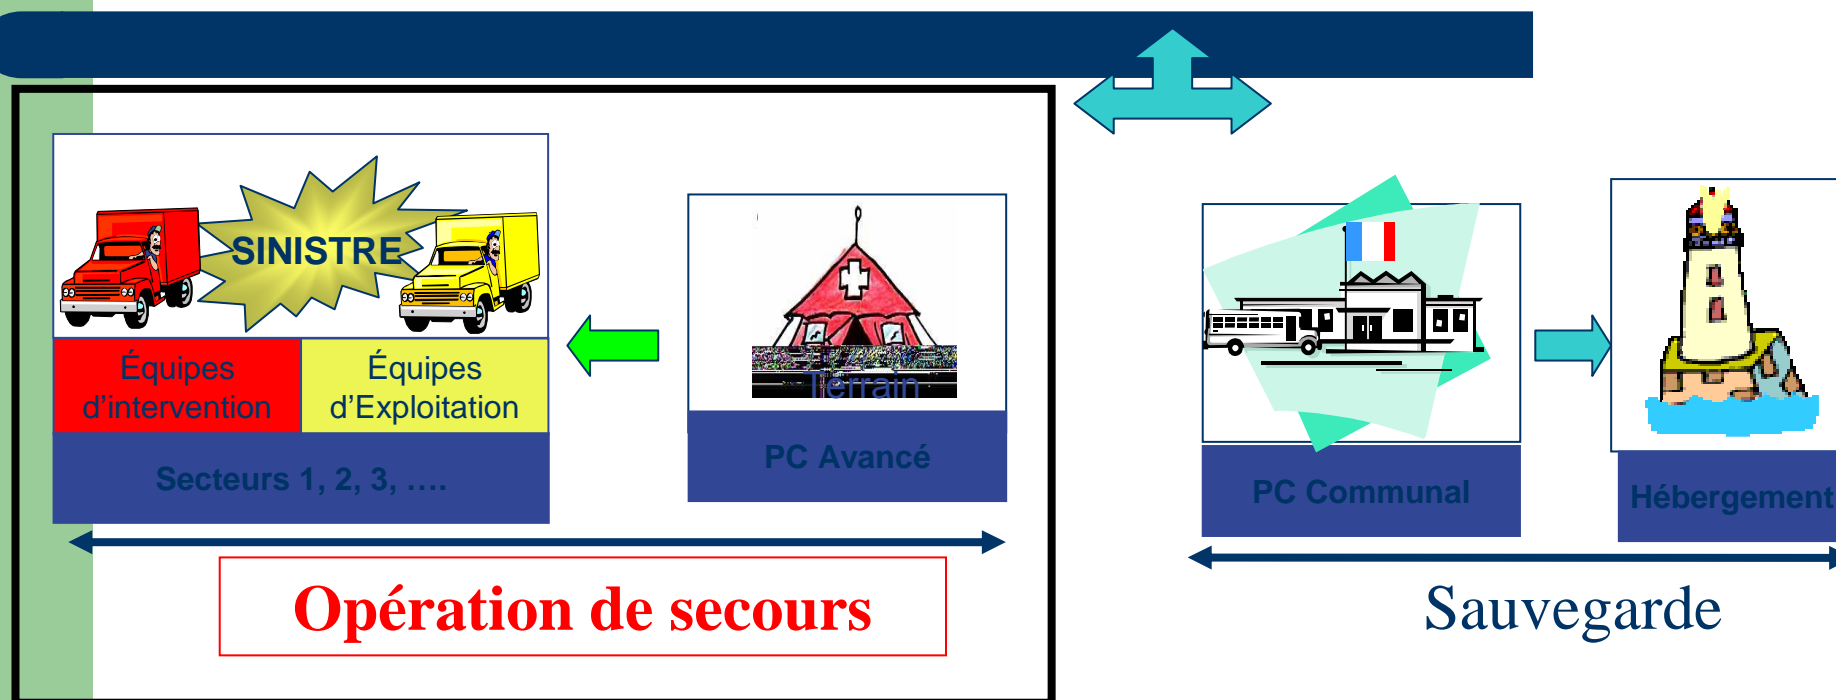 SINISTRE
Équipes
d’intervention
Équipes
d’Exploitation
Secteurs 1, 2, 3, ….
Terrain
PC Avancé
PC Communal
Hébergement
Opération de secours
Sauvegarde